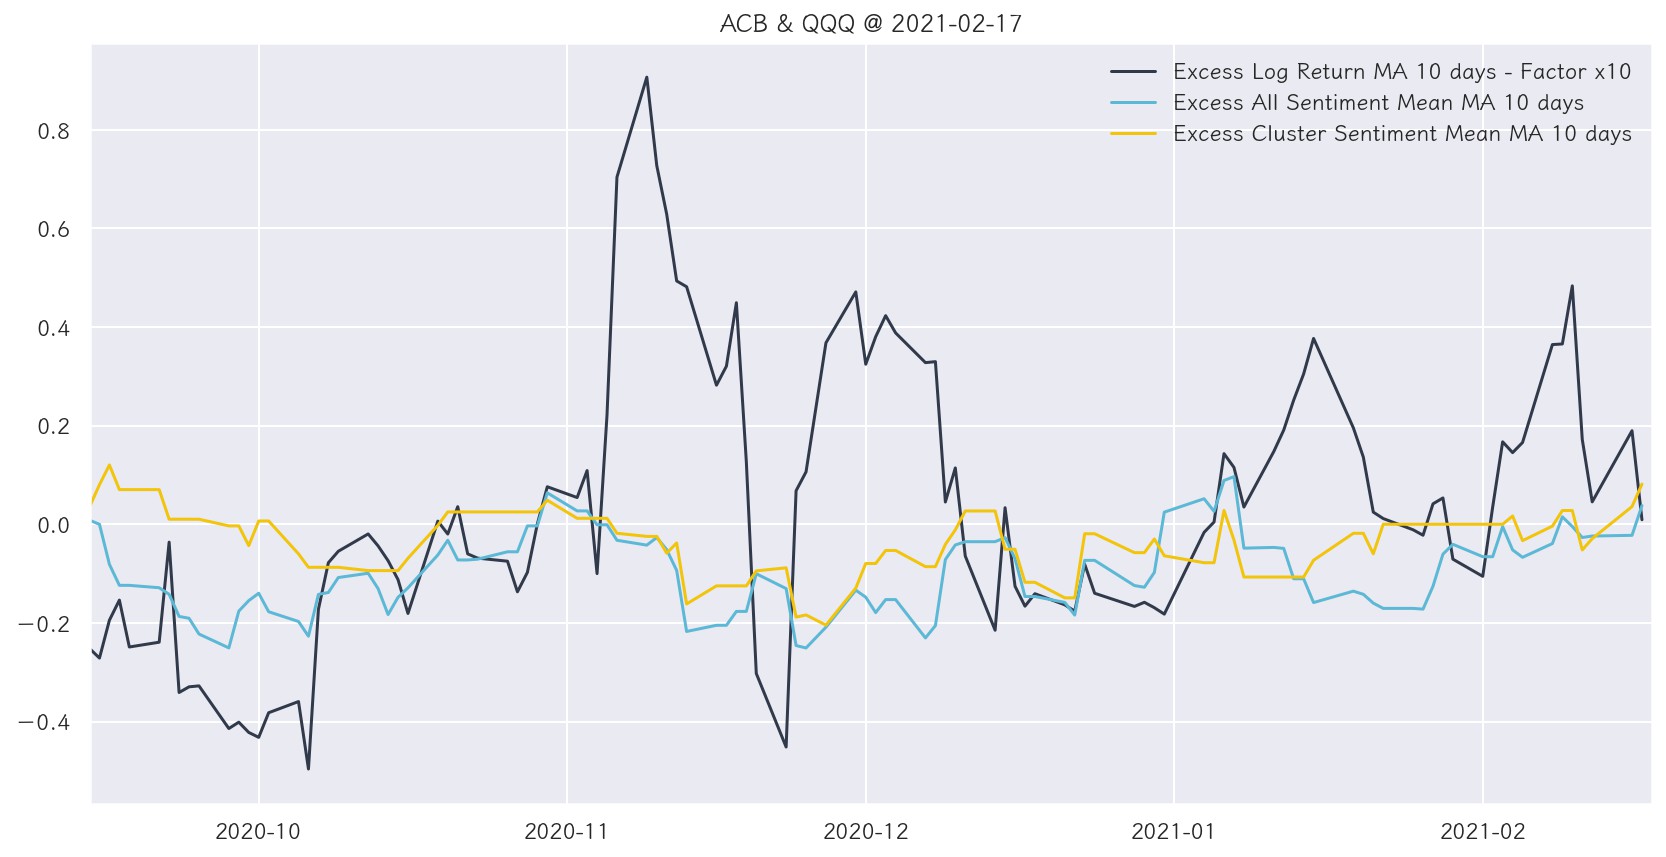 ACB & QQQ @ 2021-02-17
Excess Log Return MA 10 days - Factor x10
Excess All Sentiment Mean MA 10 days
Excess Cluster Sentiment Mean MA 10 days
0.8
0.6
0.4
0.2
0.0
−0.2
−0.4
2020-10 2020-11 2020-12 2021-01 2021-02